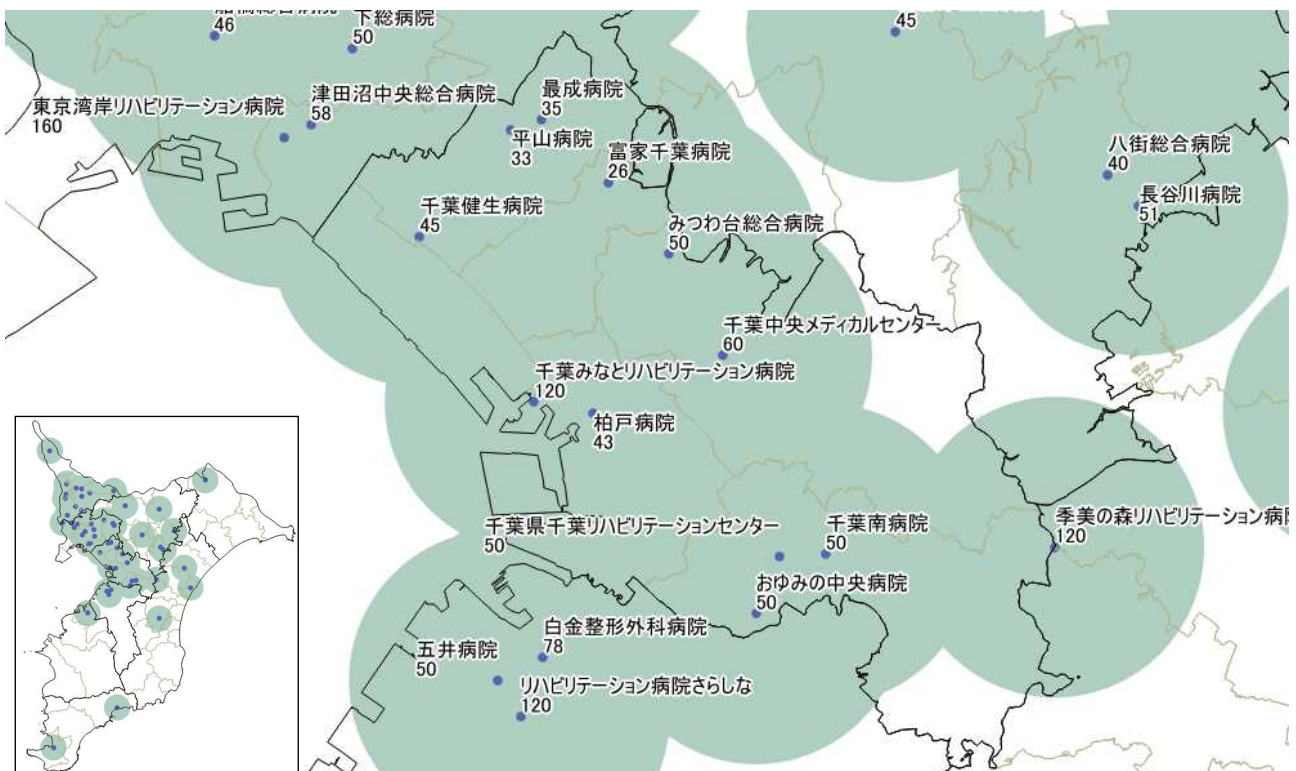 船橋総合病院
46
下総病院
50
45
東京湾岸リハビリテーション病院
160
津田沼中央総合病院
58
最成病院
35
平山病院
33
富家千葉病院
26
八街総合病院
40
長谷川病院
51
千葉健生病院
45
みつわ台総合病院
50
千葉中央メディカルセンター
60
千葉みなとリハビリテーション病院
120
柏戸病院
43
千葉県千葉リハビリテーションセンター
50
千葉南病院
50
季美の森リハビリテーション病院
120
おゆみの中央病院
50
白金整形外科病院
78
五井病院
50
リハビリテーション病院さらしな
120